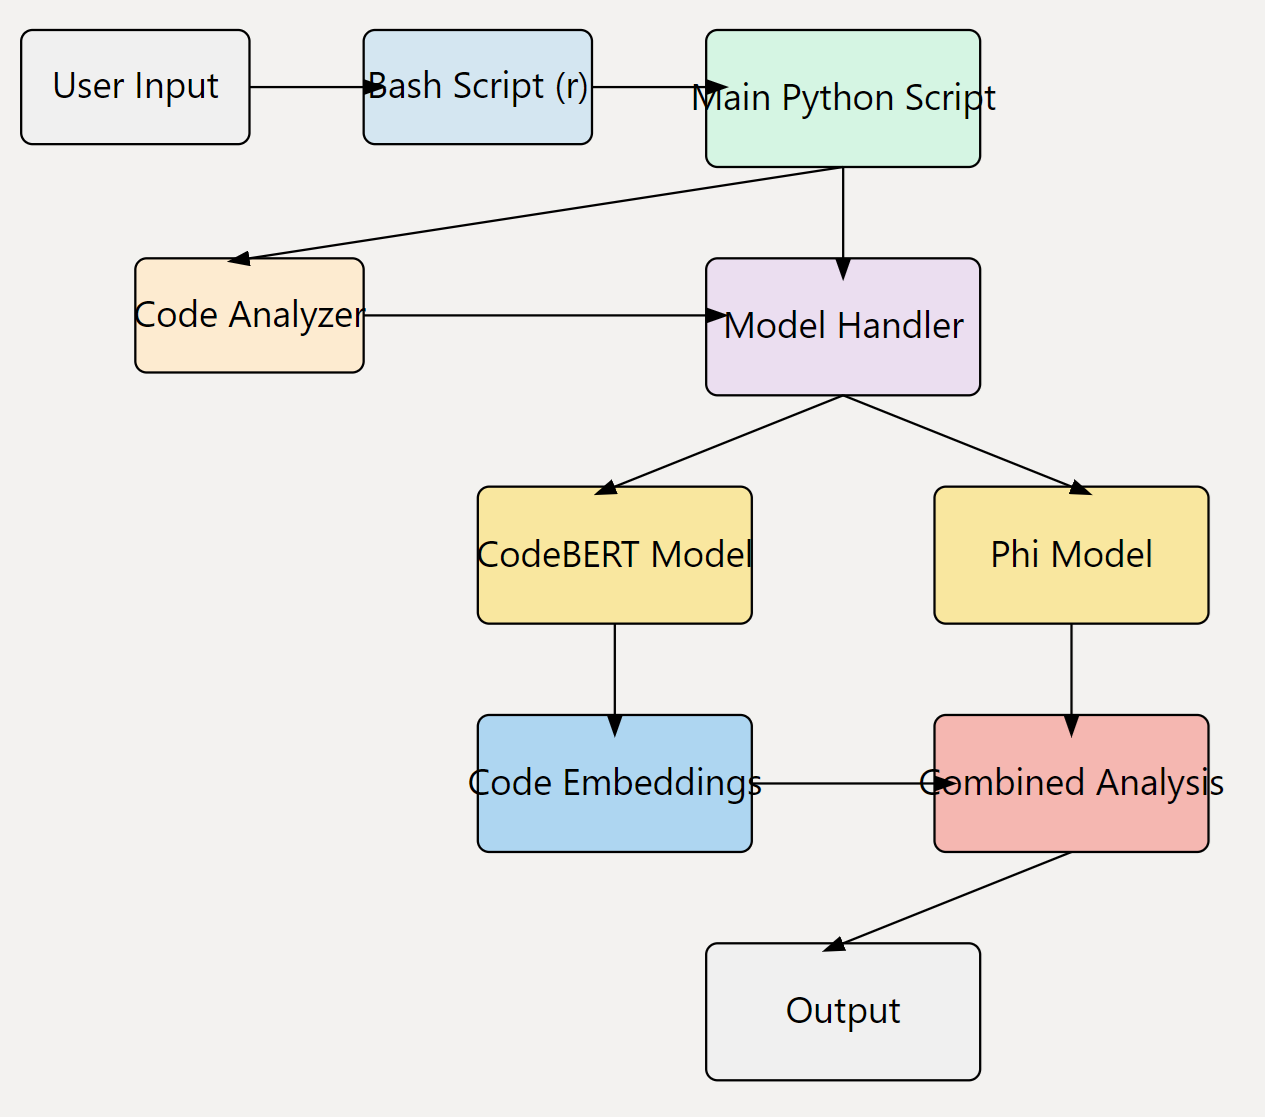 User Input
Bash Script (r)
Main Python Script
Code Analyzer
Model Handler
CodeBERT Model
Phi Model
Code Embeddings
Combined Analysis
Output